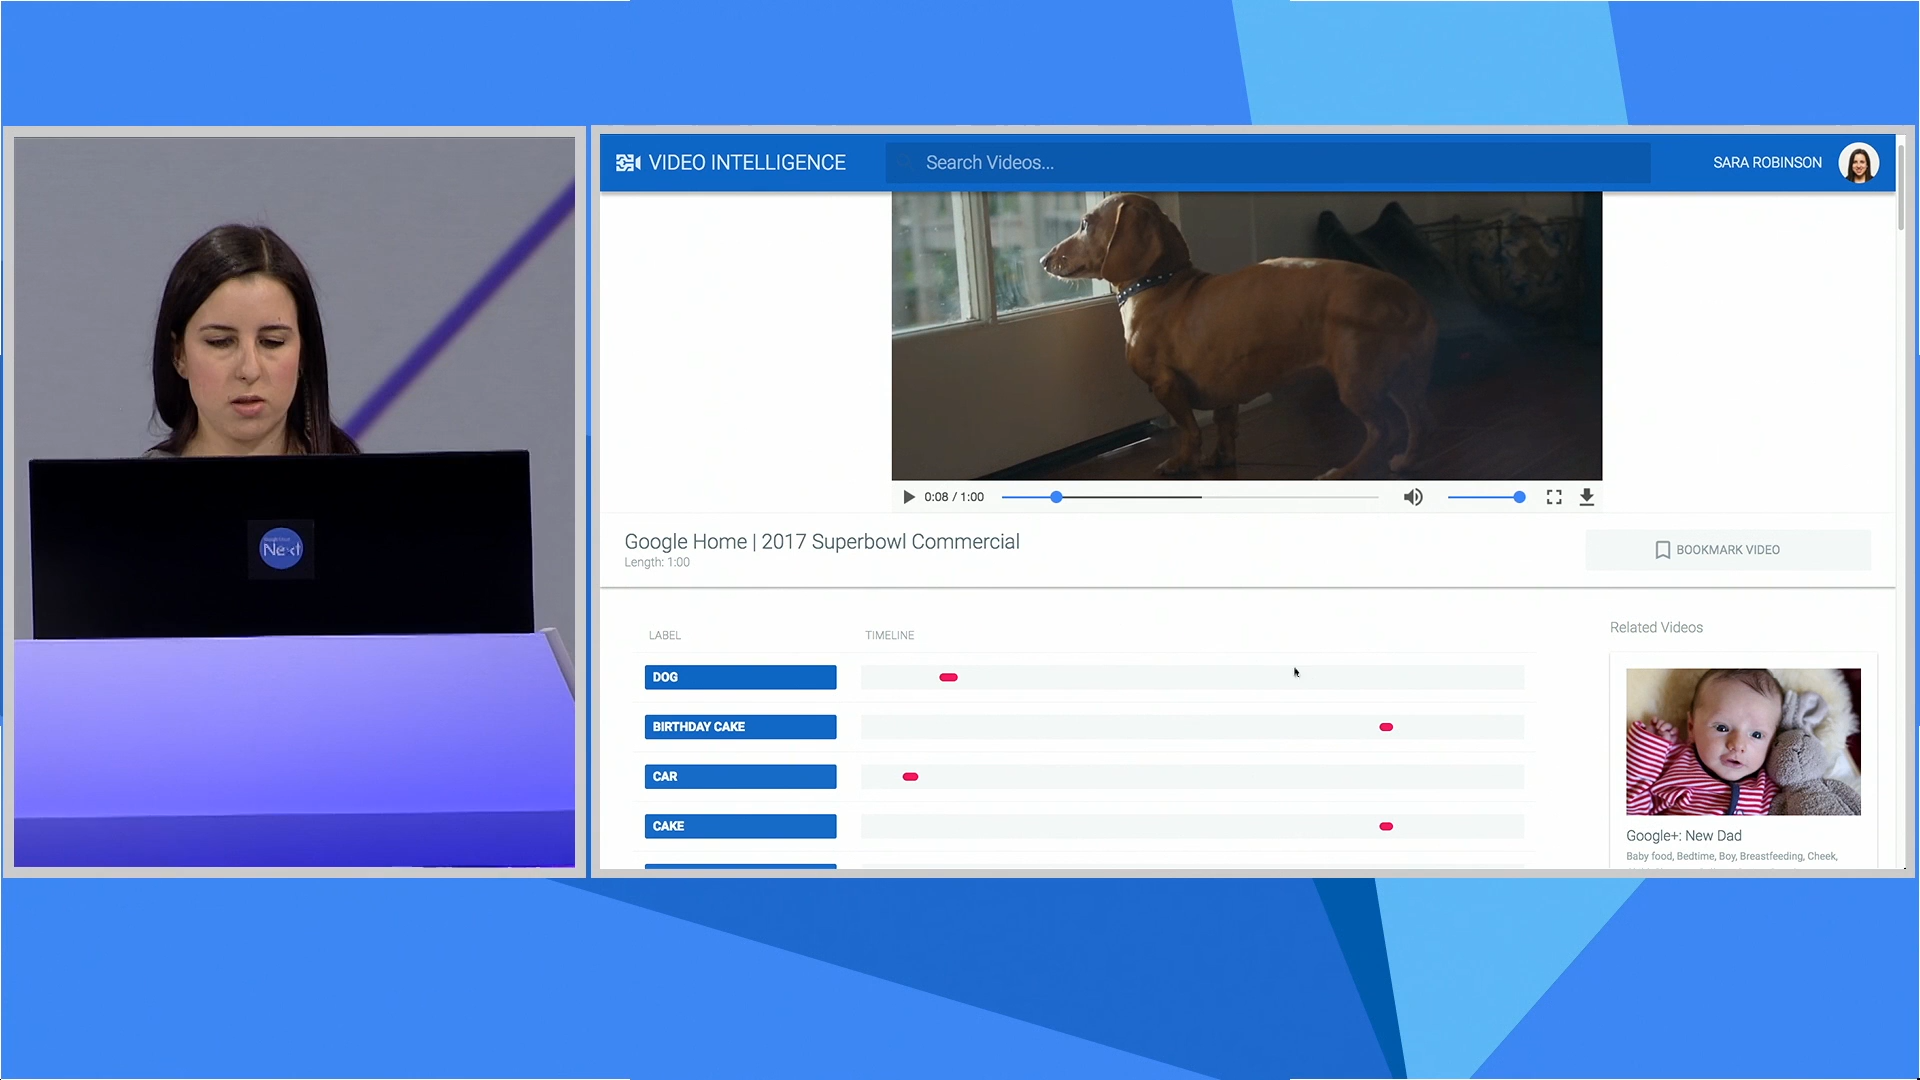 VIDEO INTELLIGENCE
Search Videos...
SARA ROBINSON
0:08 / 1:00
Google Home | 2017 Superbowl Commercial
Length: 1:00
BOOKMARK VIDEO
LABEL
TIMELINE
Related Videos
DOG
BIRTHDAY CAKE
CAR
CAKE
Google+: New Dad
Baby food, Bedtime, Boy, Breastfeeding, Cheek,
Next